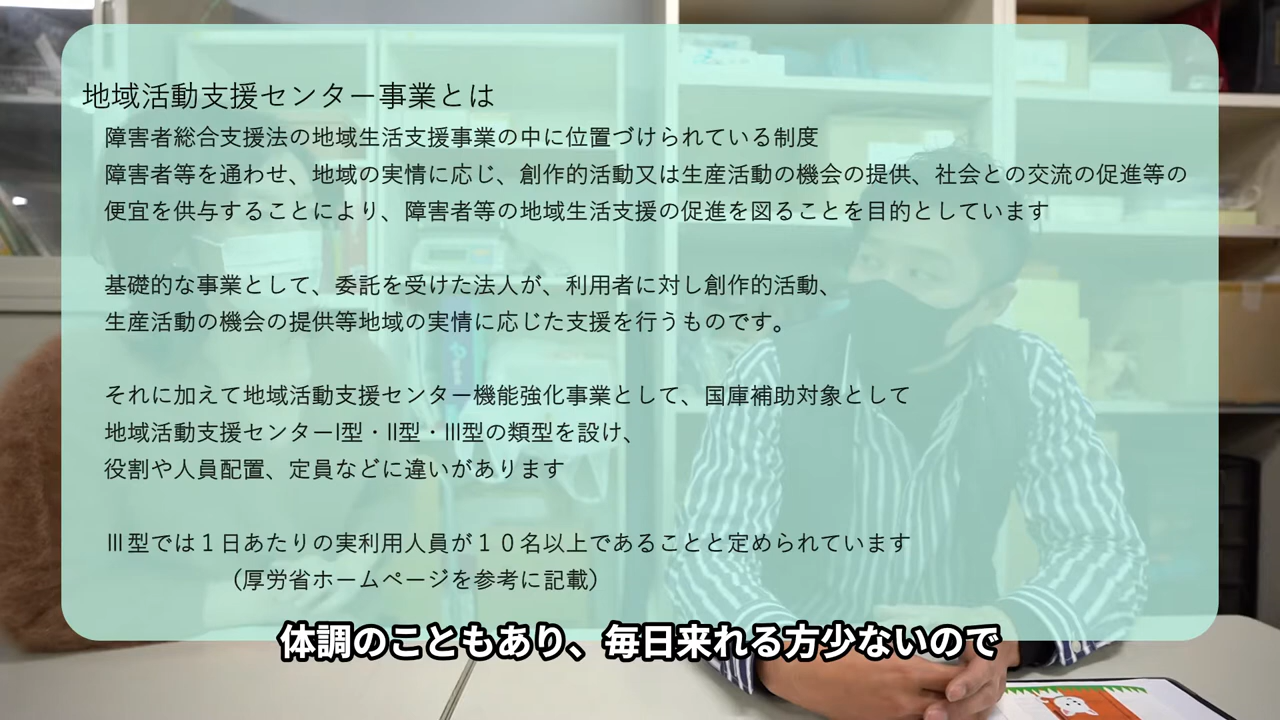 地域活動支援センター事業とは
障害者総合支援法の地域生活支援事業の中に位置づけられている制度
障害者等を通わせ、地域の実情に応じ、創作的活動又は生産活動の機会の提供、社会との交流の促進等の
便宜を供与することにより、障害者等の地域生活支援の促進を図ることを目的としています
基礎的な事業として、委託を受けた法人が、利用者に対し創作的活動、
生産活動の機会の提供等地域の実情に応じた支援を行うものです。
それに加えて地域活動支援センター機能強化事業として、国庫補助対象として
地域活動支援センターI型・II型・III型の類型を設け、
役割や人員配置、定員などに違いがあります
Ⅲ型では１日あたりの実利用人員が１０名以上であることと定められています
（厚労省ホームページを参考に記載）
体調のこともあり、毎日来れる方少ないので